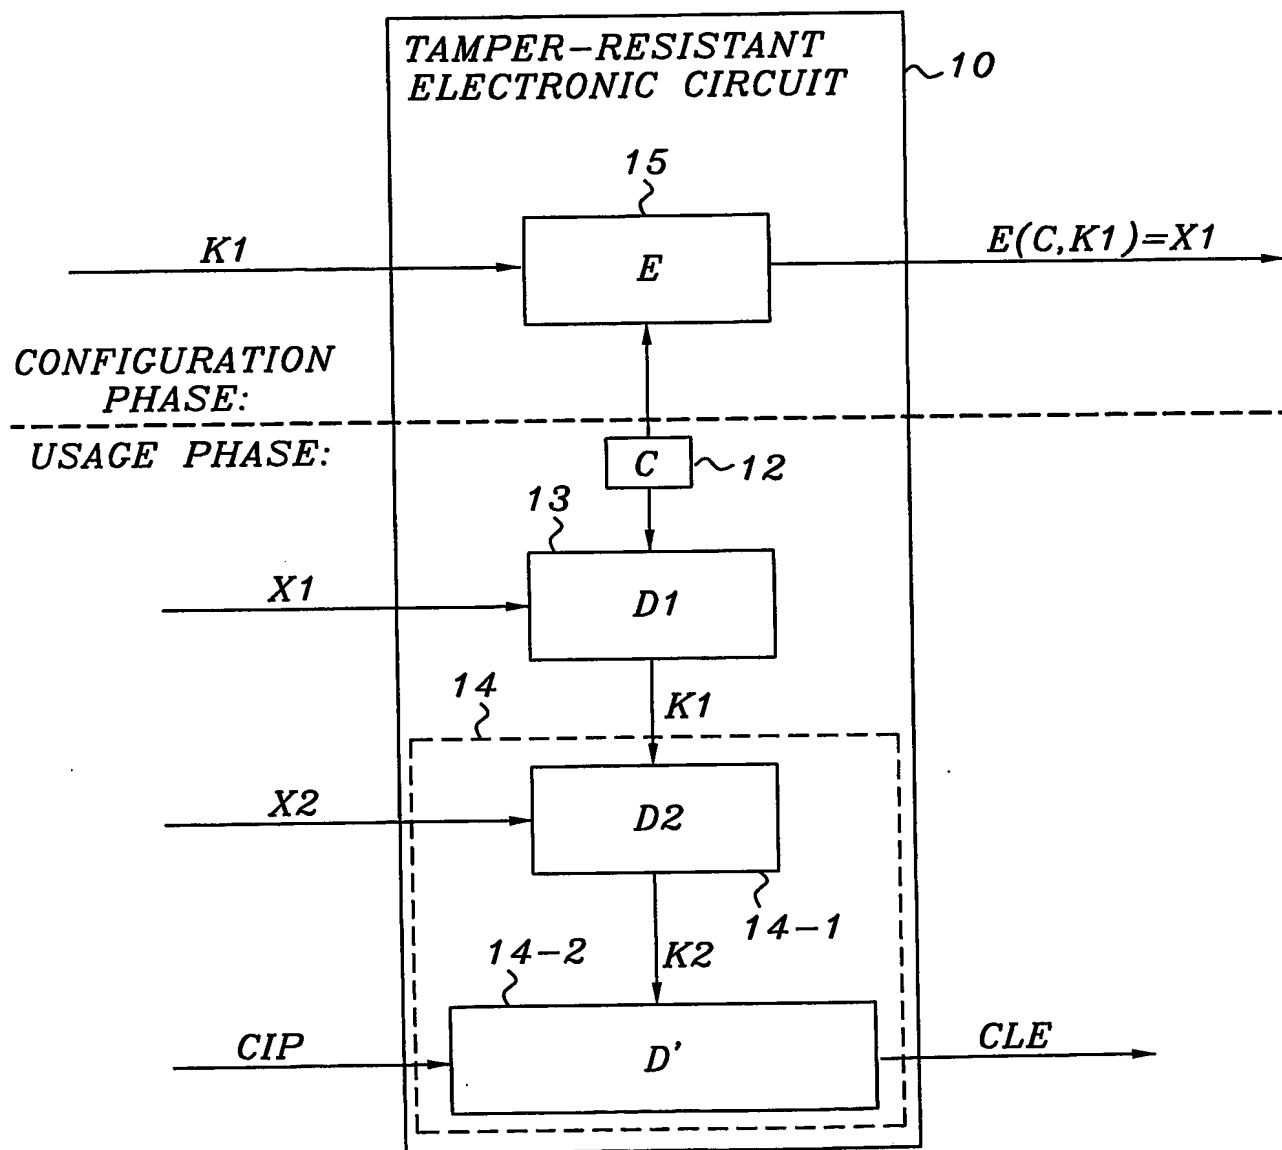 TAMPER-RESISTANT
ELECTRONIC CIRCUIT
10
15
K1
E
E(C,K1)=X1
CONFIGURATION
PHASE:
USAGE PHASE:
C
12
13
X1
D1
14
K1
X2
D2
14-1
14-2
K2
CIP
D'
CLE